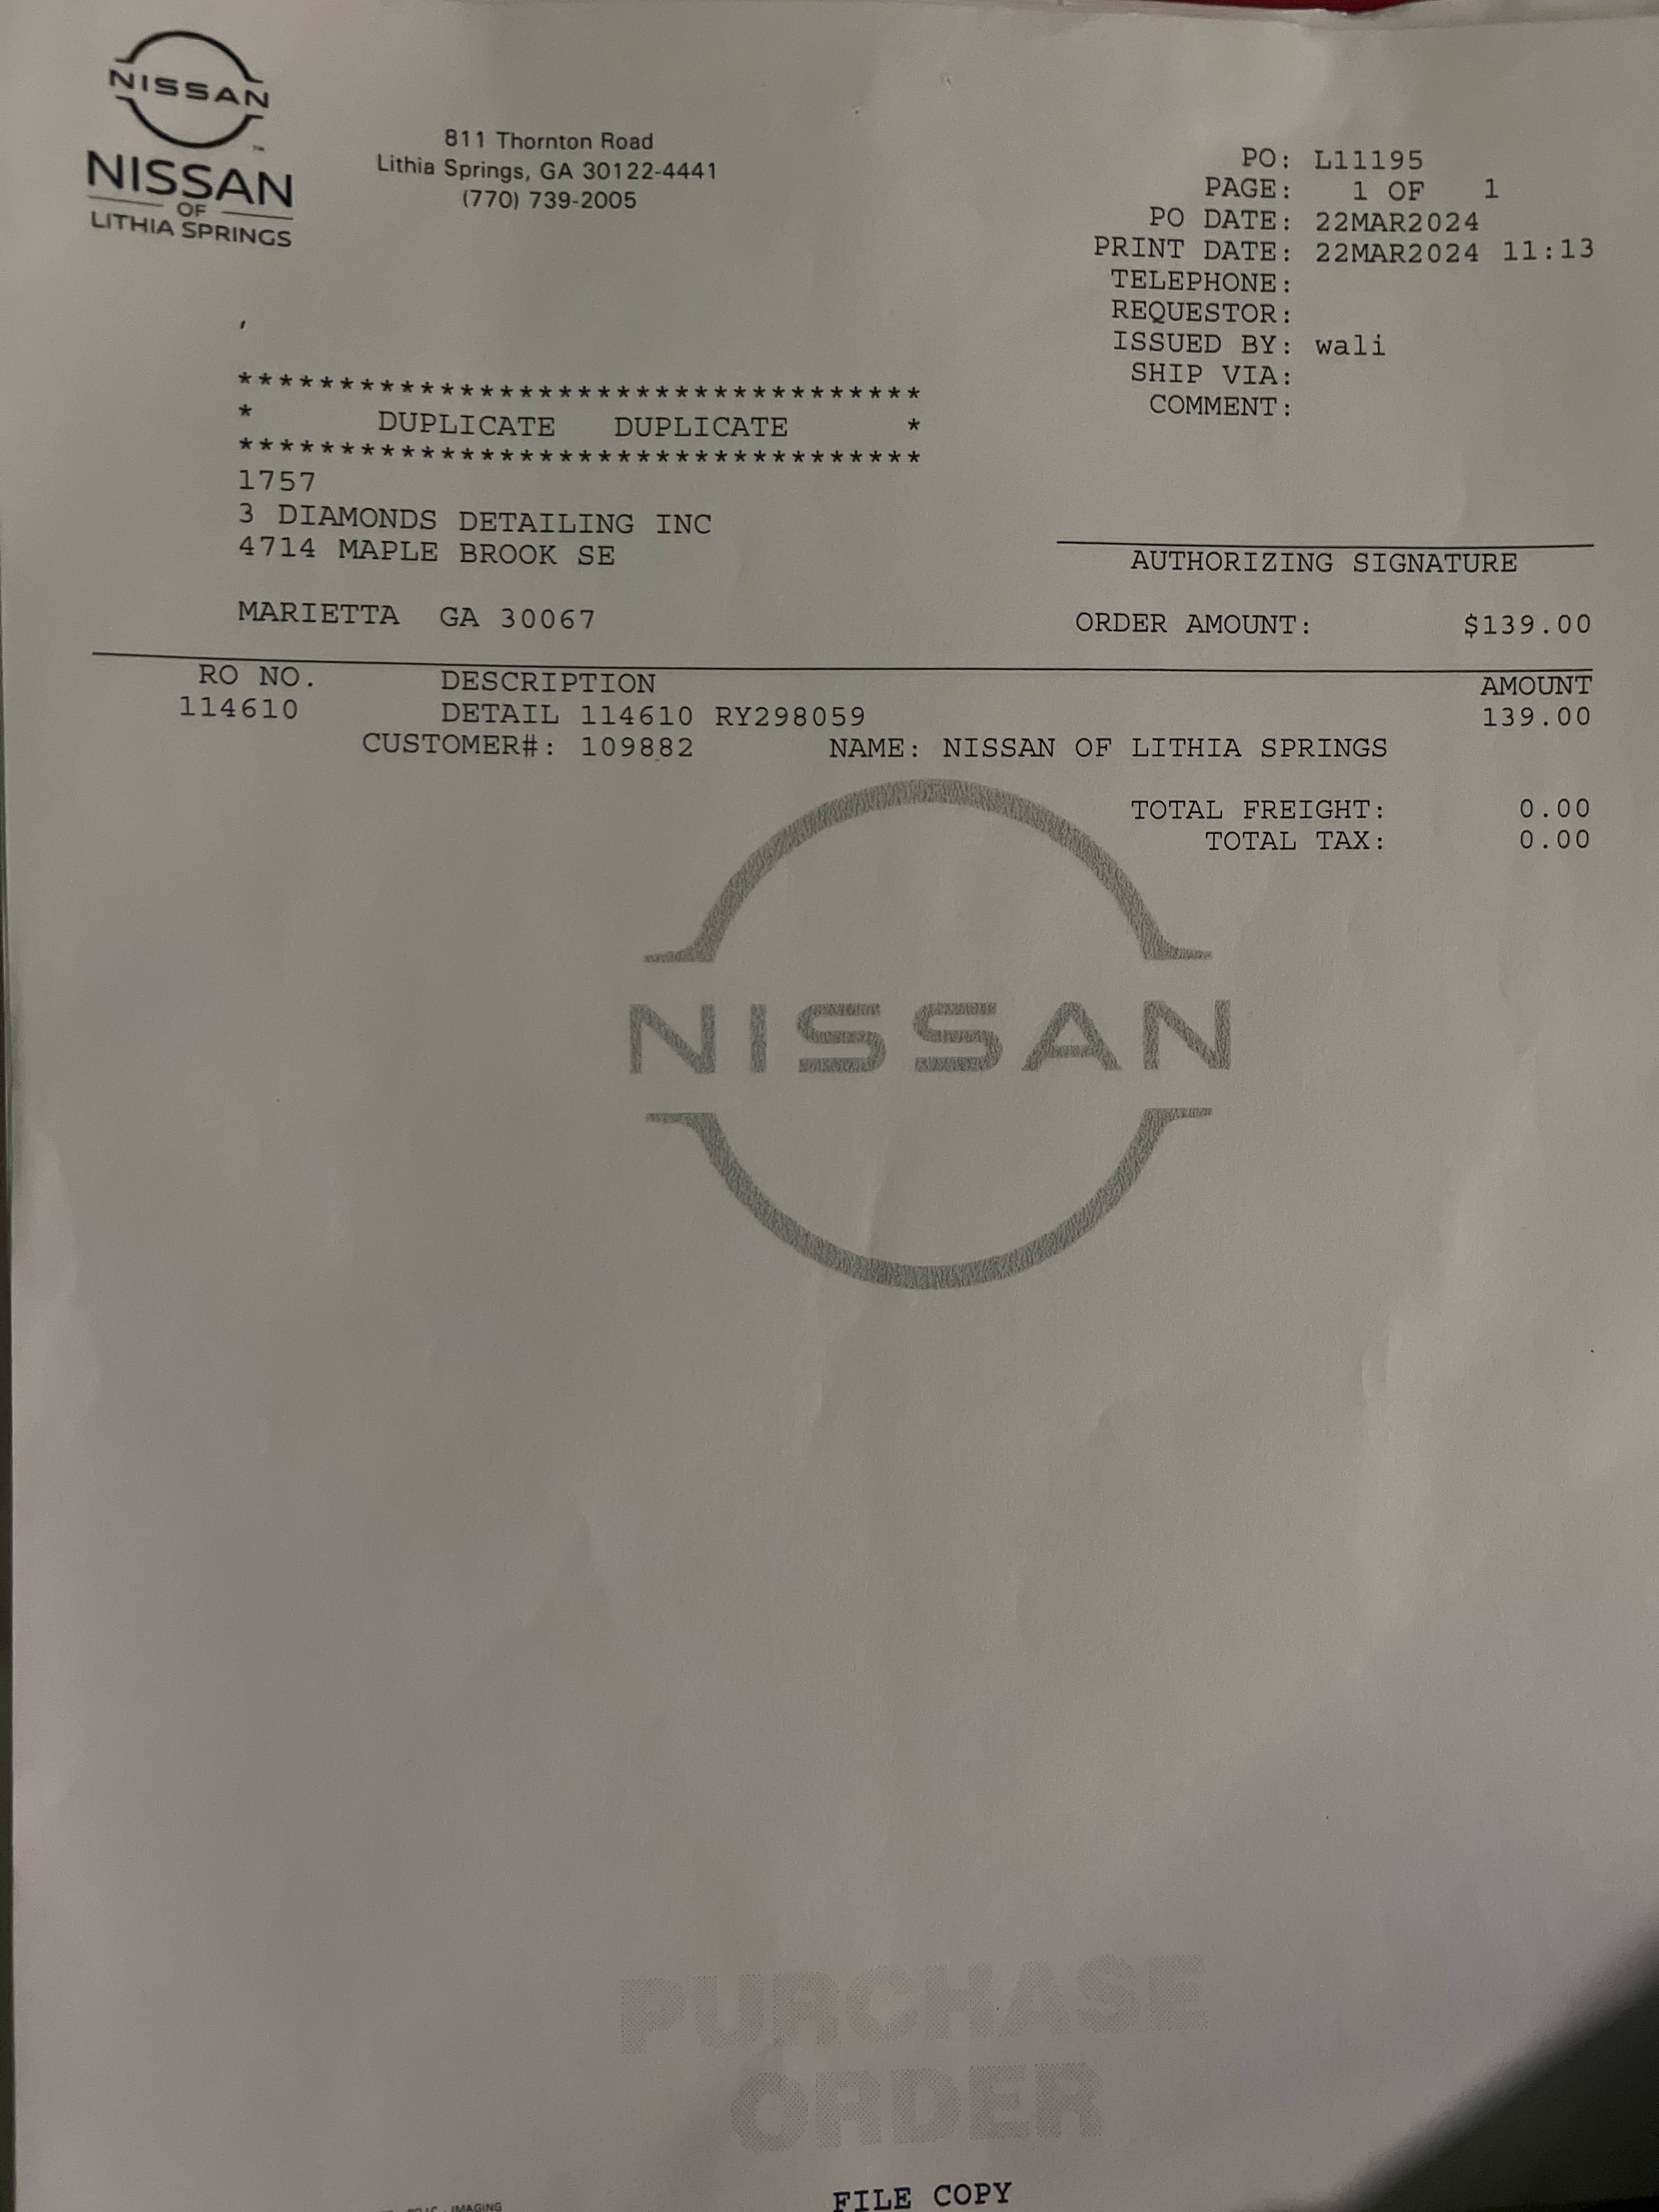 NISSAN
NISSAN
OF
LITHIA SPRINGS
811 Thornton Road
Lithia Springs, GA 30122-4441
(770) 739-2005
PO: L11195
PAGE: 1 OF 1
PO DATE: 22MAR2024
PRINT DATE: 22MAR2024 11:13
TELEPHONE:
REQUESTOR:
ISSUED BY: wali
SHIP VIA:
COMMENT:
**********************************
* DUPLICATE DUPLICATE *
**********************************
1757
3 DIAMONDS DETAILING INC
4714 MAPLE BROOK SE
MARIETTA GA 30067
AUTHORIZING SIGNATURE
ORDER AMOUNT: $139.00
RO NO. DESCRIPTION AMOUNT
114610 DETAIL 114610 RY298059 139.00
CUSTOMER#: 109882 NAME: NISSAN OF LITHIA SPRINGS
TOTAL FREIGHT: 0.00
TOTAL TAX: 0.00
NISSAN
PURCHASE
ORDER
FILE COPY
IMAGING